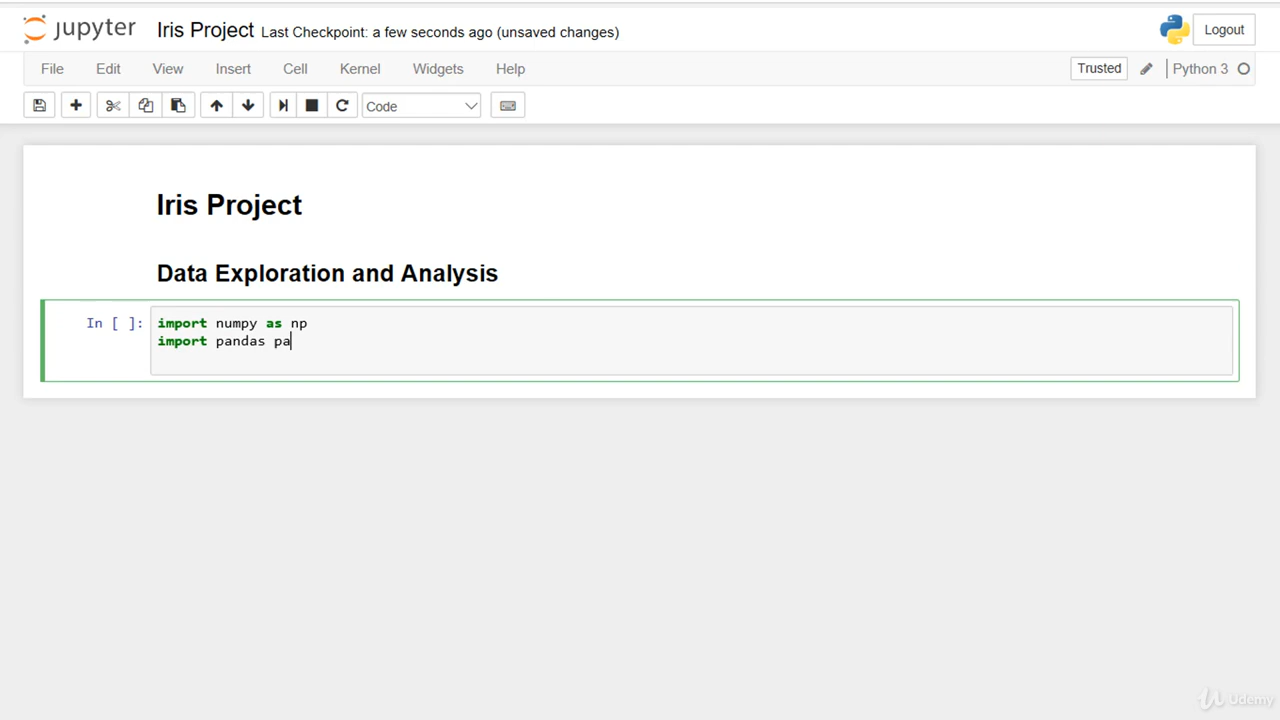 jupyter Iris Project Last Checkpoint: a few seconds ago (unsaved changes) Logout
File Edit View Insert Cell Kernel Widgets Help Trusted Python 3
Code
Iris Project
Data Exploration and Analysis
In [ ]: import numpy as np
import pandas pa
Udemy